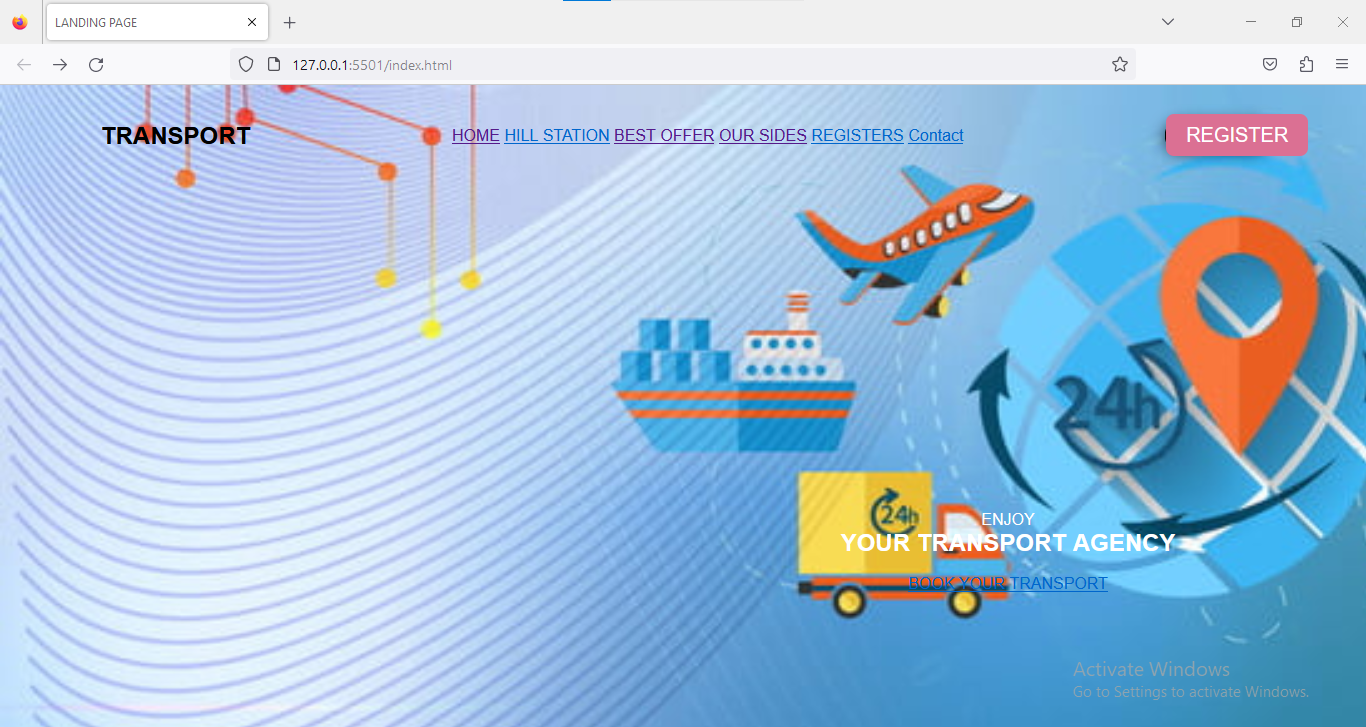 LANDING PAGE
127.0.0.1:5501/index.html
TRANSPORT HOME HILL STATION BEST OFFER OUR SIDES REGISTERS Contact REGISTER
24h
24h
ENJOY
YOUR TRANSPORT AGENCY
BOOK YOUR TRANSPORT
Activate Windows
Go to Settings to activate Windows.